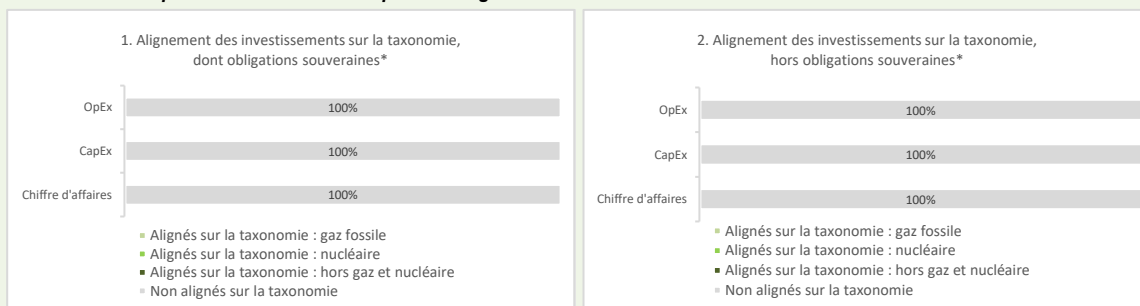 1. Alignement des investissements sur la taxonomie,
dont obligations souveraines*
OpEx
100%
CapEx
100%
Chiffre d'affaires
100%
Alignés sur la taxonomie : gaz fossile
Alignés sur la taxonomie : nucléaire
Alignés sur la taxonomie : hors gaz et nucléaire
Non alignés sur la taxonomie
2. Alignement des investissements sur la taxonomie,
hors obligations souveraines*
OpEx
100%
CapEx
100%
Chiffre d'affaires
100%
Alignés sur la taxonomie : gaz fossile
Alignés sur la taxonomie : nucléaire
Alignés sur la taxonomie : hors gaz et nucléaire
Non alignés sur la taxonomie